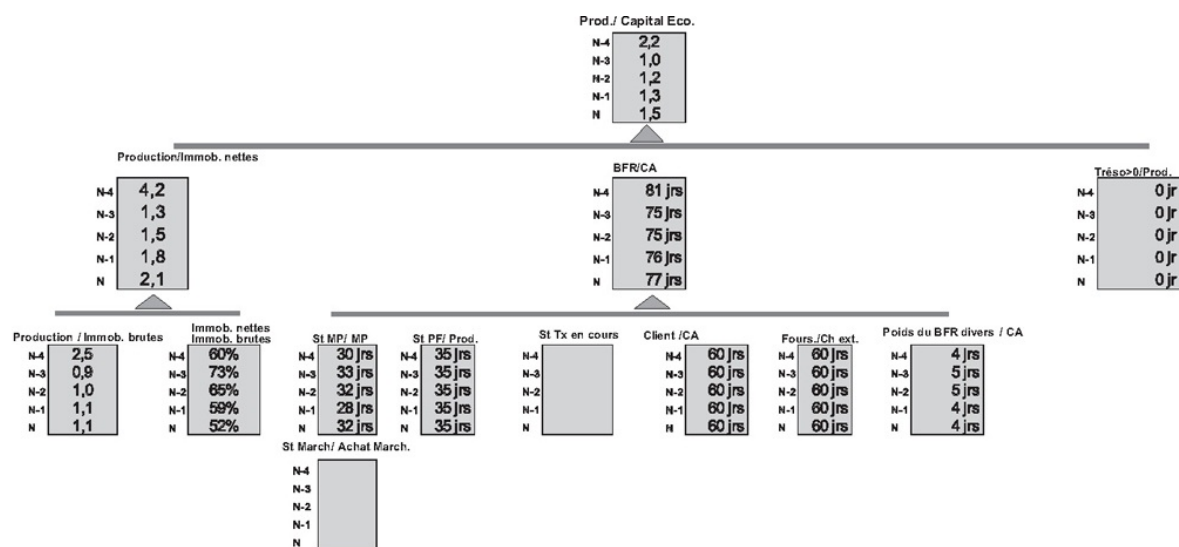 Prod./ Capital Eco.
N-4 2,2
N-3 1,0
N-2 1,2
N-1 1,3
N 1,5
Production/Immob. nettes
N-4 4,2
N-3 1,3
N-2 1,5
N-1 1,8
N 2,1
BFR/CA
N-4 81 jrs
N-3 75 jrs
N-2 75 jrs
N-1 76 jrs
N 77 jrs
Tréso>0/Prod.
N-4 0 jr
N-3 0 jr
N-2 0 jr
N-1 0 jr
N 0 jr
Production / Immob. brutes
N-4 2,5
N-3 0,9
N-2 1,0
N-1 1,1
N 1,1
Immob. nettes
Immob. brutes
N-4 60%
N-3 73%
N-2 65%
N-1 59%
N 52%
St MP/ MP
N-4 30 jrs
N-3 33 jrs
N-2 32 jrs
N-1 28 jrs
N 32 jrs
St PF/ Prod.
N-4 35 jrs
N-3 35 jrs
N-2 35 jrs
N-1 35 jrs
N 35 jrs
St Tx en cours
N-4
N-3
N-2
N-1
N
Client /CA
N-4 60 jrs
N-3 60 jrs
N-2 60 jrs
N-1 60 jrs
N 60 jrs
Fours./Ch ext.
N-4 60 jrs
N-3 60 jrs
N-2 60 jrs
N-1 60 jrs
N 60 jrs
Poids du BFR divers / CA
N-4 4 jrs
N-3 5 jrs
N-2 5 jrs
N-1 4 jrs
N 4 jrs
St March/ Achat March.
N-4
N-3
N-2
N-1
N